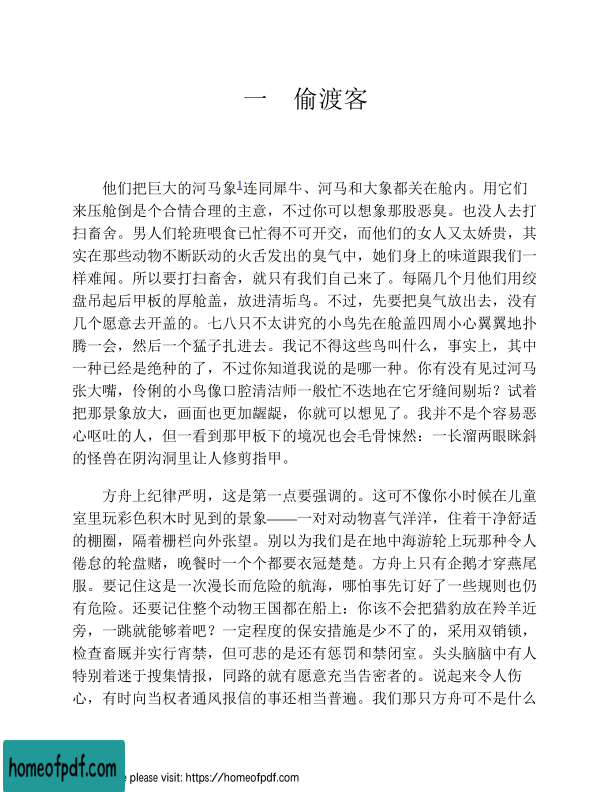 一 偷渡客
他们把巨大的河马象1连同犀牛、河马和大象都关在舱内。用它们
来压舱倒是个合情合理的主意，不过你可以想象那股恶臭。也没人去打
扫畜舍。男人们轮班喂食已忙得不可开交，而他们的女人又太娇贵，其
实在那些动物不断跃动的火舌发出的臭气中，她们身上的味道跟我们一
样难闻。所以要打扫畜舍，就只有我们自己来了。每隔几个月他们用绞
盘吊起后甲板的厚舱盖，放进清垢鸟。不过，先要把臭气放出去，没有
几个愿意去开盖的。七八只不太讲究的小鸟先在舱盖四周小心翼翼地扑
腾一会，然后一个猛子扎进去。我记不得这些鸟叫什么，事实上，其中
一种已经是绝种的了，不过你知道我说的是哪一种。你有没有见过河马
张大嘴，伶俐的小鸟像口腔清洁师一般忙不迭地在它牙缝间剔垢？试着
把那景象放大，画面也更加龌龊，你就可以想见了。我并不是个容易恶
心呕吐的人，但一看到那甲板下的境况也会毛骨悚然：一长溜两眼眯斜
的怪兽在阴沟洞里让人修剪指甲。
方舟上纪律严明，这是第一点要强调的。这可不像你小时候在儿童
室里玩彩色积木时见到的景象——一对对动物喜气洋洋，住着干净舒适
的棚圈，隔着栅栏向外张望。别以为我们是在地中海游轮上玩那种令人
倦怠的轮盘赌，晚餐时一个个都要衣冠楚楚。方舟上只有企鹅才穿燕尾
服。要记住这是一次漫长而危险的航海，哪怕事先订好了一些规则也仍
有危险。还要记住整个动物王国都在船上：你该不会把猎豹放在羚羊近
旁，一跳就能够着吧？一定程度的保安措施是少不了的，采用双销锁，
检查畜厩并实行宵禁，但可悲的是还有惩罚和禁闭室。头头脑脑中有人
特别着迷于搜集情报，同路的就有愿意充当告密者的。说起来令人伤
心，有时向当权者通风报信的事还相当普遍。我们那只方舟可不是什么
homeofpdf.com
e please visit: https://homeofpdf.com